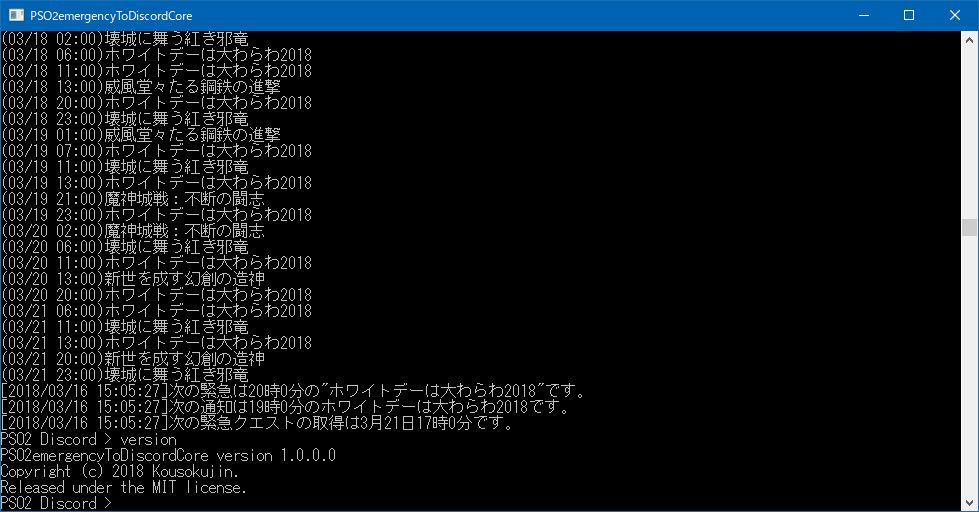 PSO2emergencyToDiscordCore
(03/18 02:00)壊城に舞う紅き邪竜
(03/18 06:00)ホワイトデーは大わらわ2018
(03/18 11:00)ホワイトデーは大わらわ2018
(03/18 13:00)威風堂々たる鋼鉄の進撃
(03/18 20:00)ホワイトデーは大わらわ2018
(03/18 23:00)壊城に舞う紅き邪竜
(03/19 01:00)威風堂々たる鋼鉄の進撃
(03/19 07:00)ホワイトデーは大わらわ2018
(03/19 11:00)壊城に舞う紅き邪竜
(03/19 13:00)ホワイトデーは大わらわ2018
(03/19 21:00)魔神城戦：不断の闘志
(03/19 23:00)ホワイトデーは大わらわ2018
(03/20 02:00)魔神城戦：不断の闘志
(03/20 06:00)壊城に舞う紅き邪竜
(03/20 11:00)ホワイトデーは大わらわ2018
(03/20 13:00)新世を成す幻創の造神
(03/20 20:00)ホワイトデーは大わらわ2018
(03/21 06:00)ホワイトデーは大わらわ2018
(03/21 11:00)壊城に舞う紅き邪竜
(03/21 13:00)ホワイトデーは大わらわ2018
(03/21 20:00)新世を成す幻創の造神
(03/21 23:00)壊城に舞う紅き邪竜
[2018/03/16 15:05:27]次の緊急は20時0分の"ホワイトデーは大わらわ2018"です。
[2018/03/16 15:05:27]次の通知は19時0分のホワイトデーは大わらわ2018です。
[2018/03/16 15:05:27]次の緊急クエストの取得は3月21日17時0分です。
PSO2 Discord > version
PSO2emergencyToDiscordCore version 1.0.0.0
Copyright (c) 2018 Kousokujin.
Released under the MIT license.
PSO2 Discord >